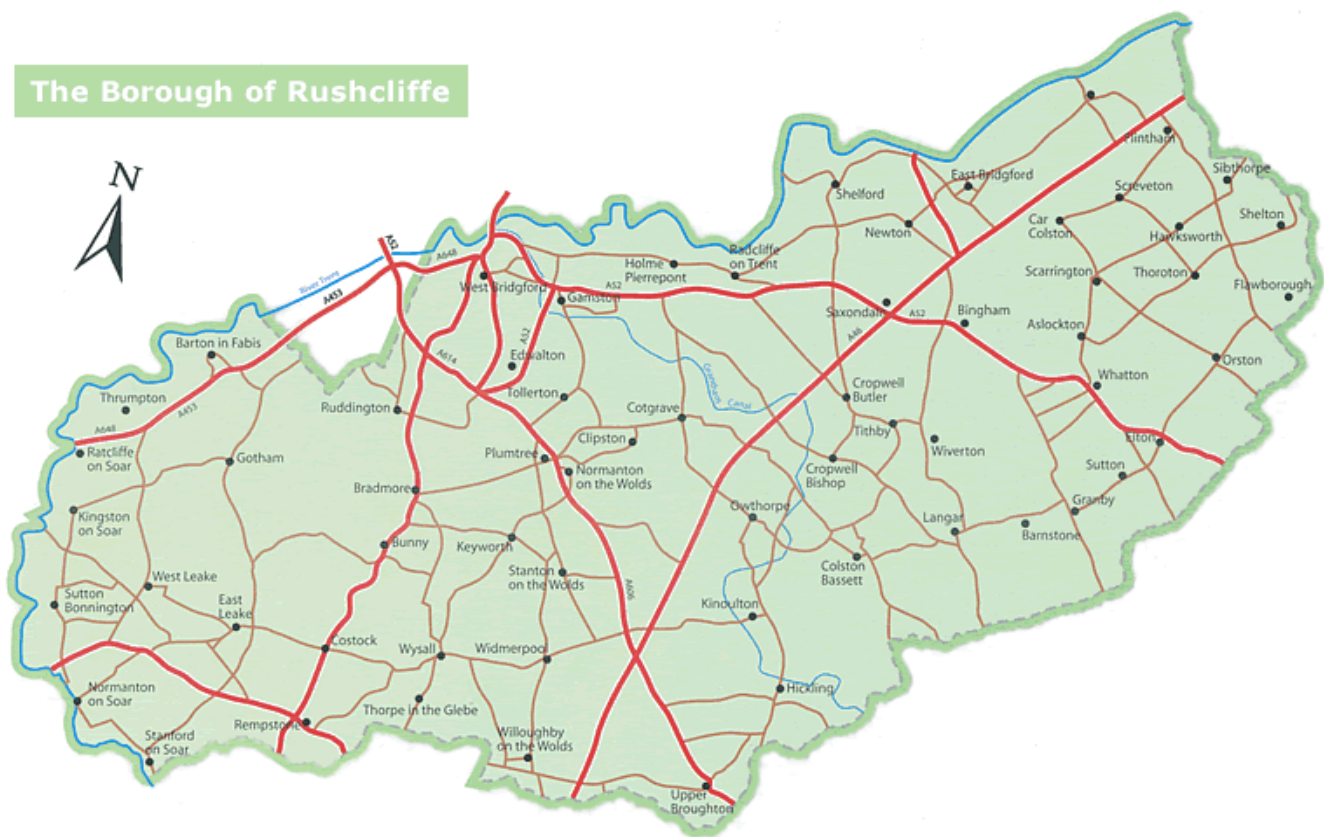 The Borough of Rushcliffe
N
Flintham
Sibthorpe
East Bridgford
Screveton
Shelford
Shelton
Car
Colston
Newton
Hawksworth
A52
A648
Radcliffe
on Trent
Holme
Pierrepont
Scarrington
Thoroton
River Trent
A453
West Bridgford
A52
Gamston
Flawborough
Saxondale
A52
Bingham
Aslockton
A46
Barton in Fabis
A614
A52
Edwalton
Orston
Grantham
Canal
Cropwell
Butler
Whatton
Thrumpton
A453
Ruddington
Tollerton
Cotgrave
Tithby
A648
Ratcliffe
on Soar
Clipston
Elton
Gotham
Plumtree
Wiverton
Normanton
on the Wolds
Cropwell
Bishop
Sutton
Bradmore
Owthorpe
Granby
Kingston
on Soar
Langar
Barnstone
Bunny
Keyworth
Colston
Bassett
Stanton
on the Wolds
A606
West Leake
Sutton
Bonnington
East
Leake
Kinoulton
Costock
Wysall
Widmerpoo
Normanton
on Soar
Hickling
Thorpe in the Glebe
Rempstone
Stanford
on Soar
Willoughby
on the Wolds
Upper
Broughton